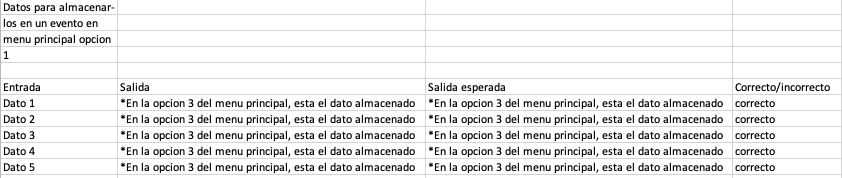 Datos para almacenar-
los en un evento en
menu principal opcion
1
Entrada Salida Salida esperada Correcto/incorrecto
Dato 1 *En la opcion 3 del menu principal, esta el dato almacenado *En la opcion 3 del menu principal, esta el dato almacenado correcto
Dato 2 *En la opcion 3 del menu principal, esta el dato almacenado *En la opcion 3 del menu principal, esta el dato almacenado correcto
Dato 3 *En la opcion 3 del menu principal, esta el dato almacenado *En la opcion 3 del menu principal, esta el dato almacenado correcto
Dato 4 *En la opcion 3 del menu principal, esta el dato almacenado *En la opcion 3 del menu principal, esta el dato almacenado correcto
Dato 5 *En la opcion 3 del menu principal, esta el dato almacenado *En la opcion 3 del menu principal, esta el dato almacenado correcto